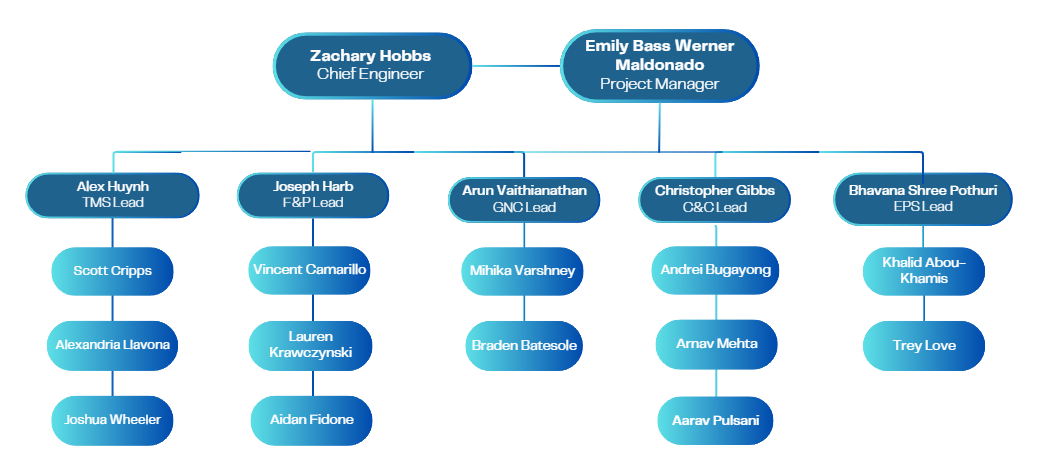 Zachary Hobbs
Chief Engineer
Emily Bass Werner
Maldonado
Project Manager
Alex Huynh
TMS Lead
Joseph Harb
F&P Lead
Arun Vaithianathan
GNC Lead
Christopher Gibbs
C&C Lead
Bhavana Shree Pothuri
EPS Lead
Scott Cripps
Vincent Camarillo
Mihika Varshney
Andrei Bugayong
Khalid Abou-
Khamis
Alexandria Llavona
Lauren
Krawczynski
Braden Batesole
Arnav Mehta
Trey Love
Joshua Wheeler
Aidan Fidone
Aarav Pulsani